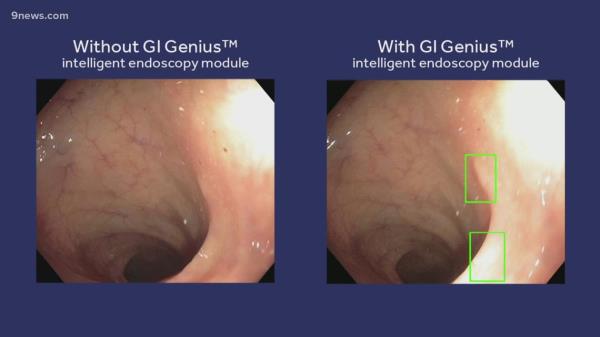 9news.com
Without GI Genius™
intelligent endoscopy module
With GI Genius™
intelligent endoscopy module